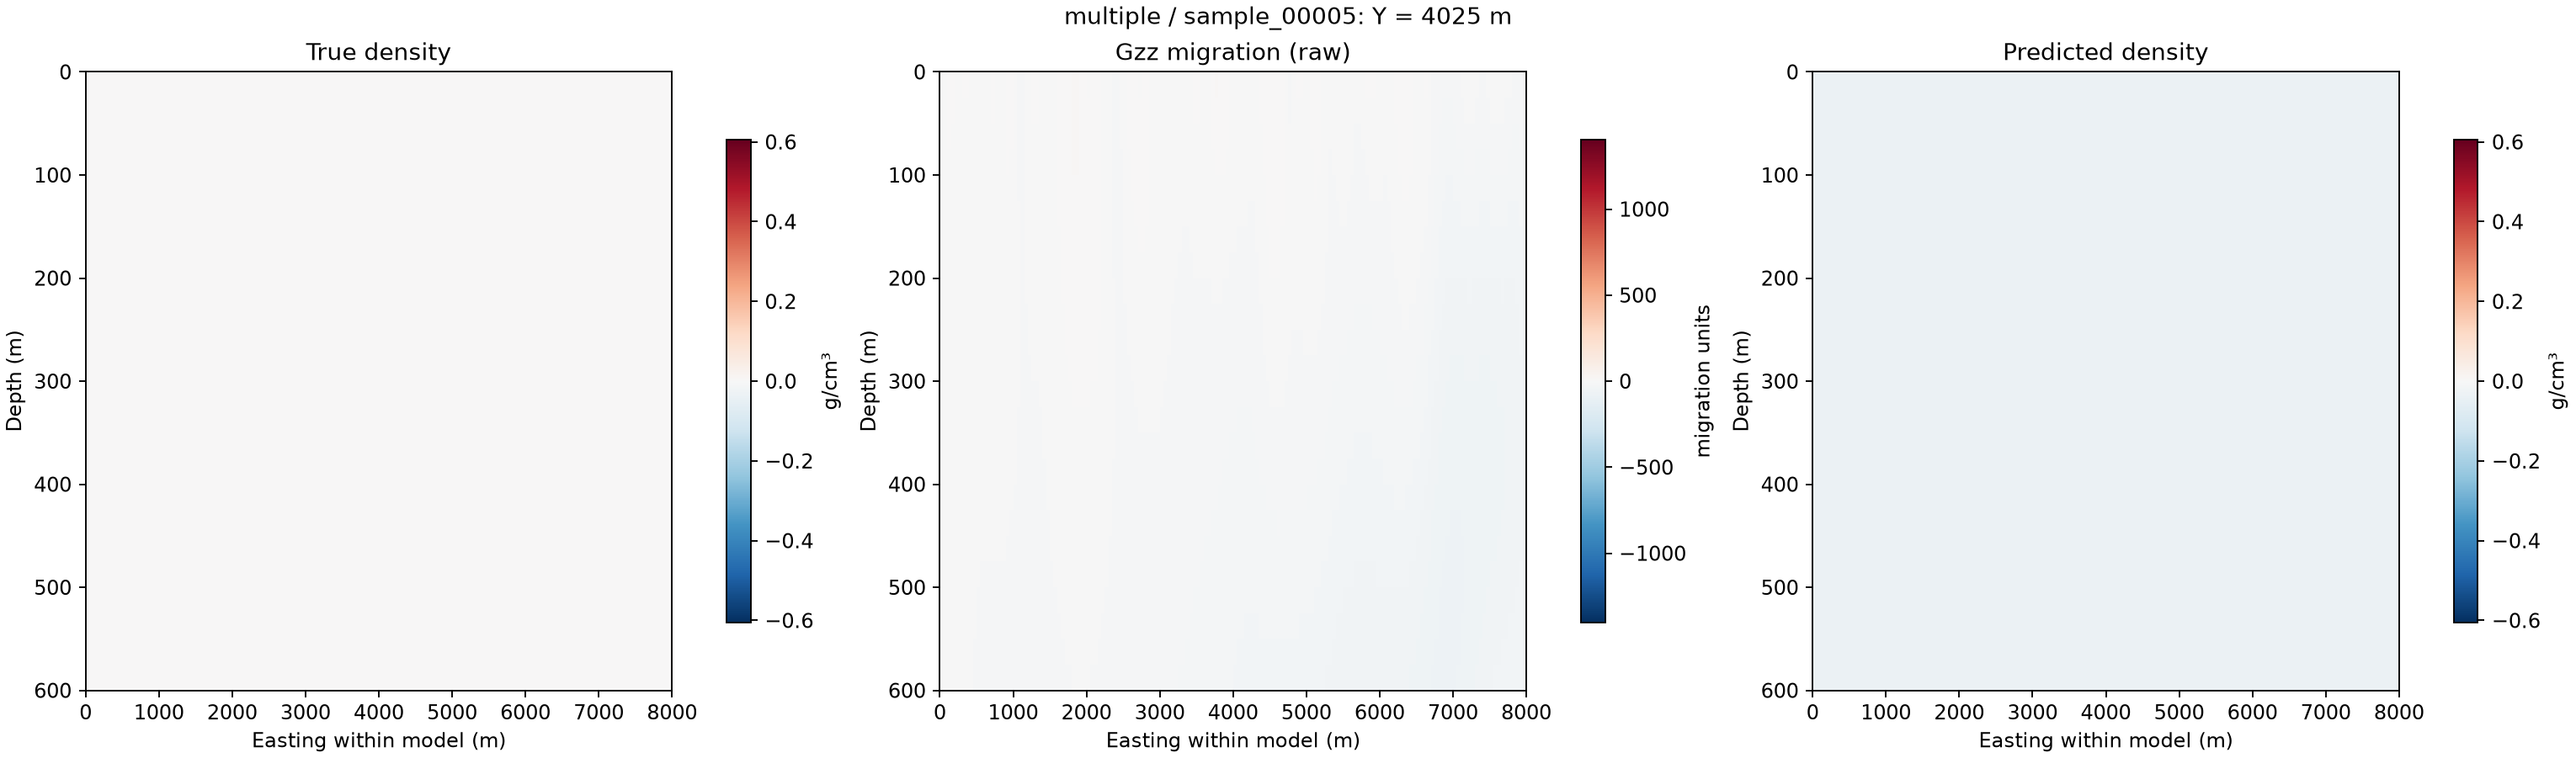 multiple / sample_00005: Y = 4025 m
True density
0
100
200
300
400
500
600
Depth (m)
0 1000 2000 3000 4000 5000 6000 7000 8000
Easting within model (m)
0.6
0.4
0.2
0.0
−0.2
−0.4
−0.6
g/cm³
Gzz migration (raw)
0
100
200
300
400
500
600
Depth (m)
0 1000 2000 3000 4000 5000 6000 7000 8000
Easting within model (m)
1000
500
0
−500
−1000
migration units
Predicted density
0
100
200
300
400
500
600
Depth (m)
0 1000 2000 3000 4000 5000 6000 7000 8000
Easting within model (m)
0.6
0.4
0.2
0.0
−0.2
−0.4
−0.6
g/cm³